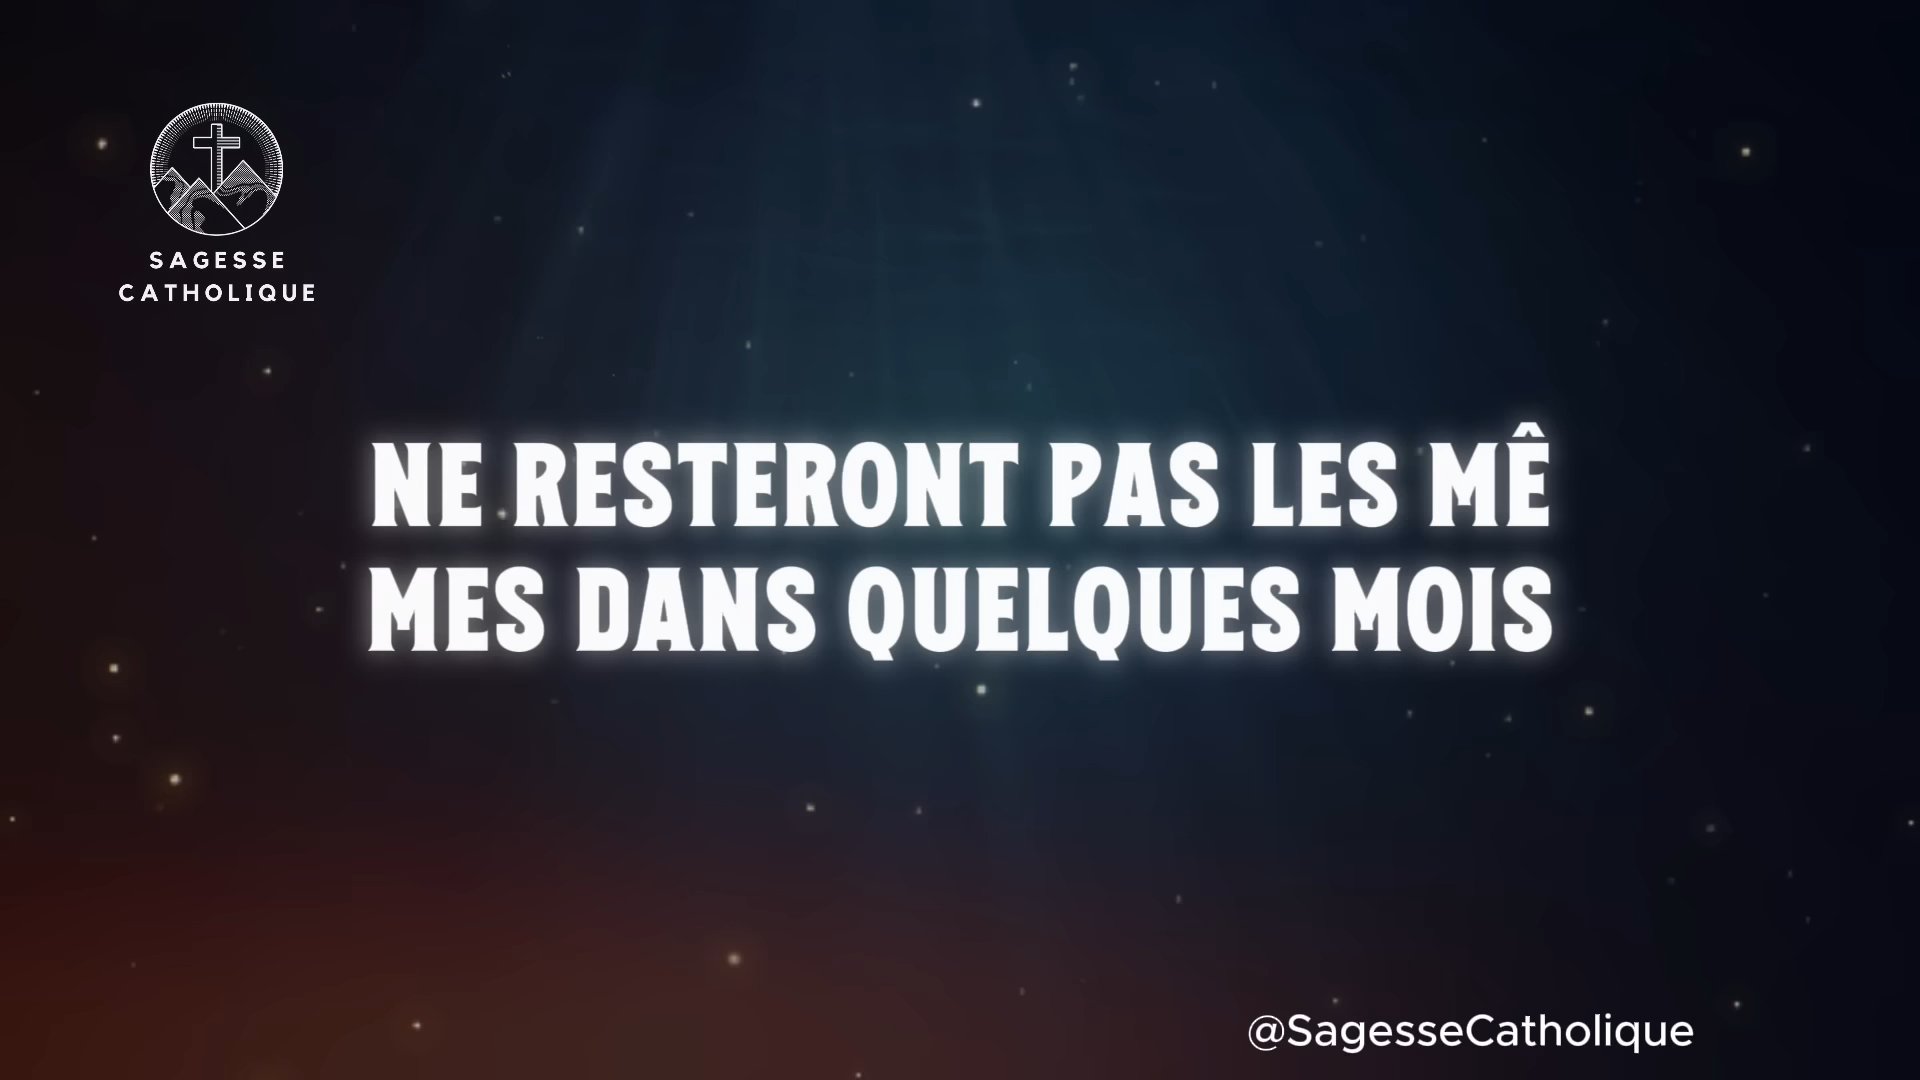 SAGESSE
CATHOLIQUE
NE RESTERONT PAS LES MÊ
MES DANS QUELQUES MOIS
@SagesseCatholique